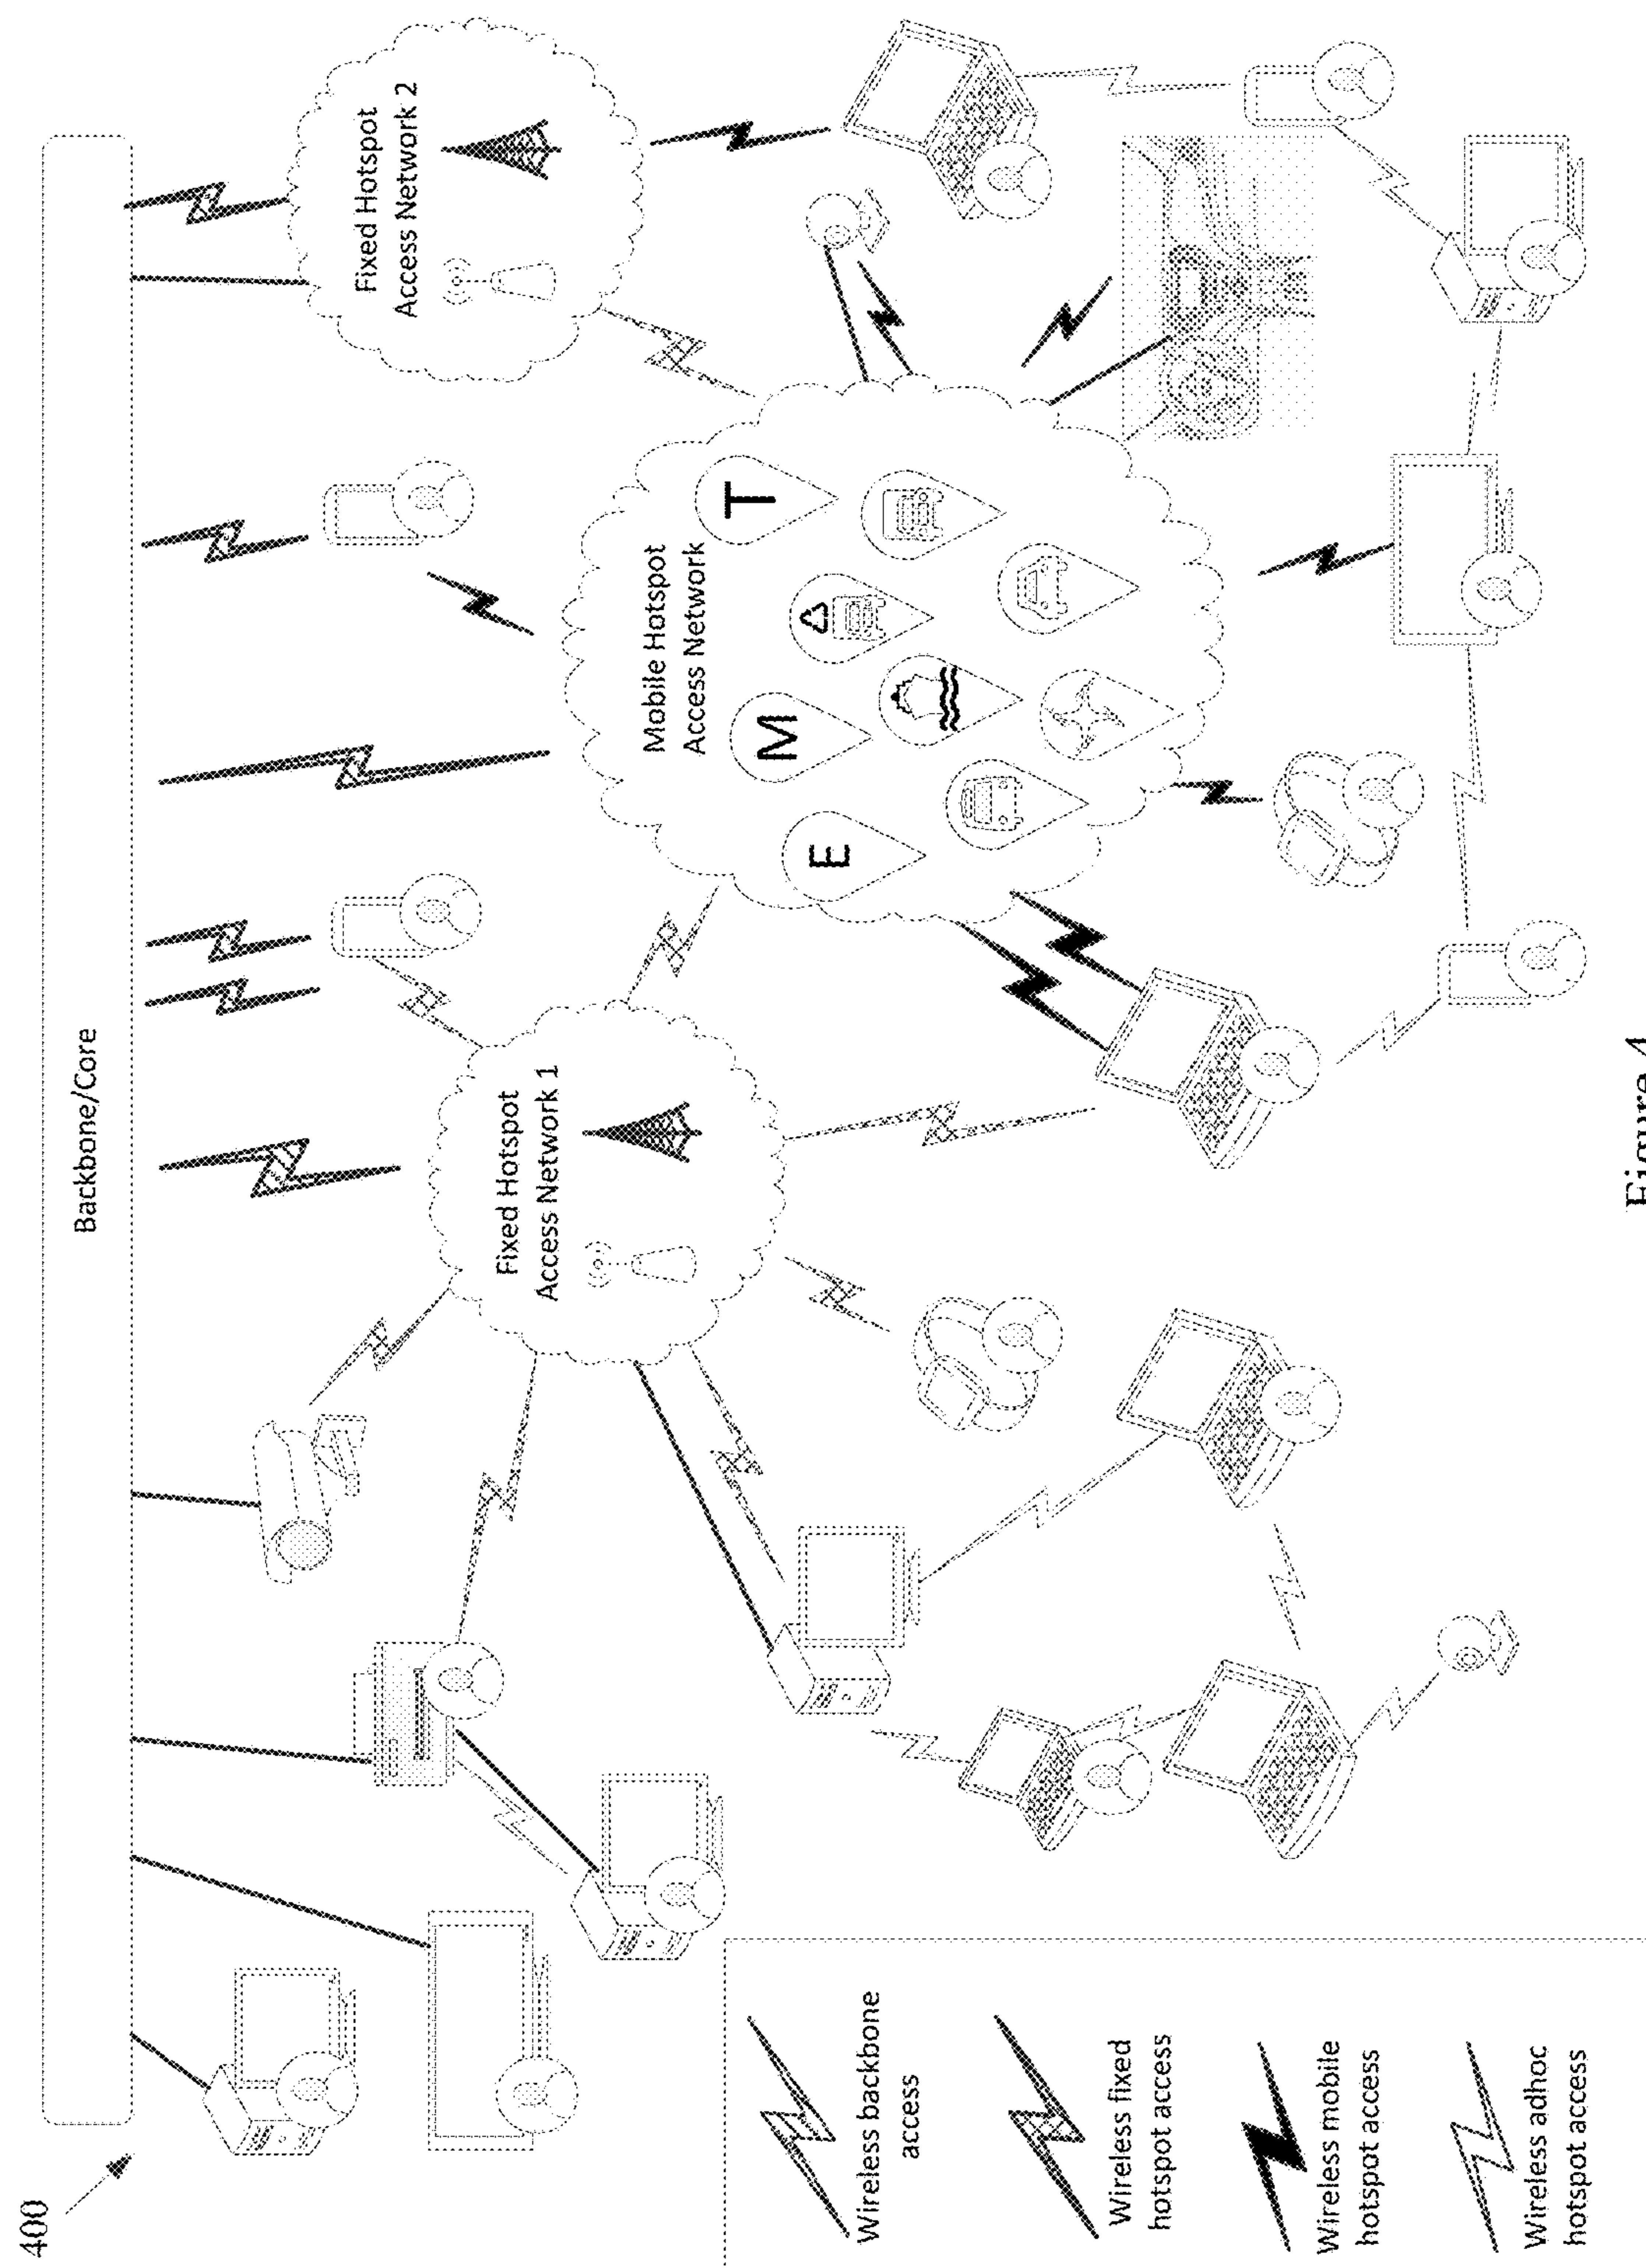 400
Backbone/Core
Fixed Hotspot
Access Network 1
Mobile Hotspot
Access Network
E
M
T
Fixed Hotspot
Access Network 2
Wireless backbone
access
Wireless fixed
hotspot access
Wireless mobile
hotspot access
Wireless adhoc
hotspot access
Figure 4